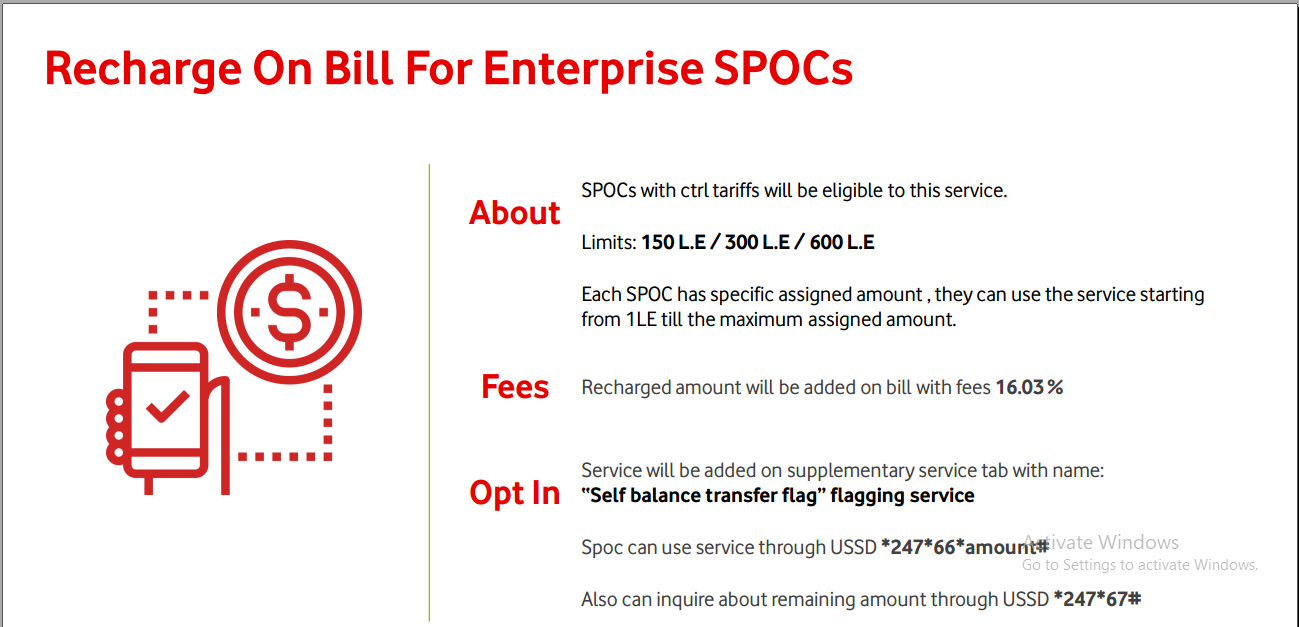 Recharge On Bill For Enterprise SPOCs
About
SPOCs with ctrl tariffs will be eligible to this service.
Limits: 150 L.E / 300 L.E / 600 L.E
Each SPOC has specific assigned amount , they can use the service starting
from 1LE till the maximum assigned amount.
Fees
Recharged amount will be added on bill with fees 16.03 %
Opt In
Service will be added on supplementary service tab with name:
“Self balance transfer flag” flagging service
Spoc can use service through USSD *247*66*amount#
Activate Windows
Go to Settings to activate Windows.
Also can inquire about remaining amount through USSD *247*67#